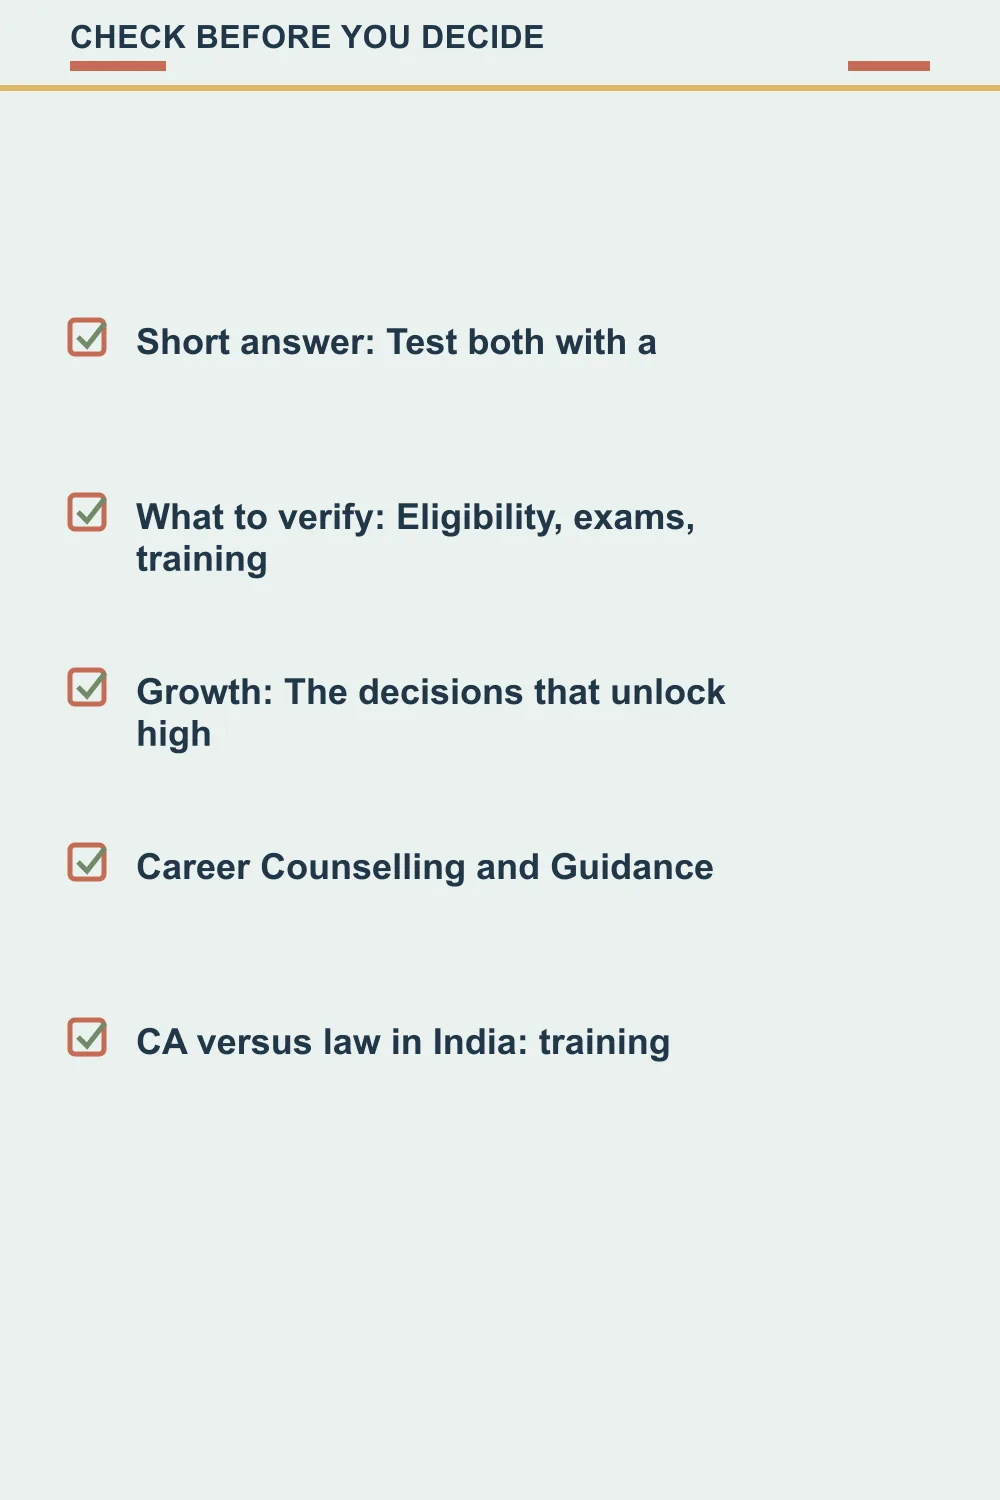 CHECK BEFORE YOU DECIDE
Short answer: Test both with a
What to verify: Eligibility, exams,
training
Growth: The decisions that unlock
high
Career Counselling and Guidance
CA versus law in India: training